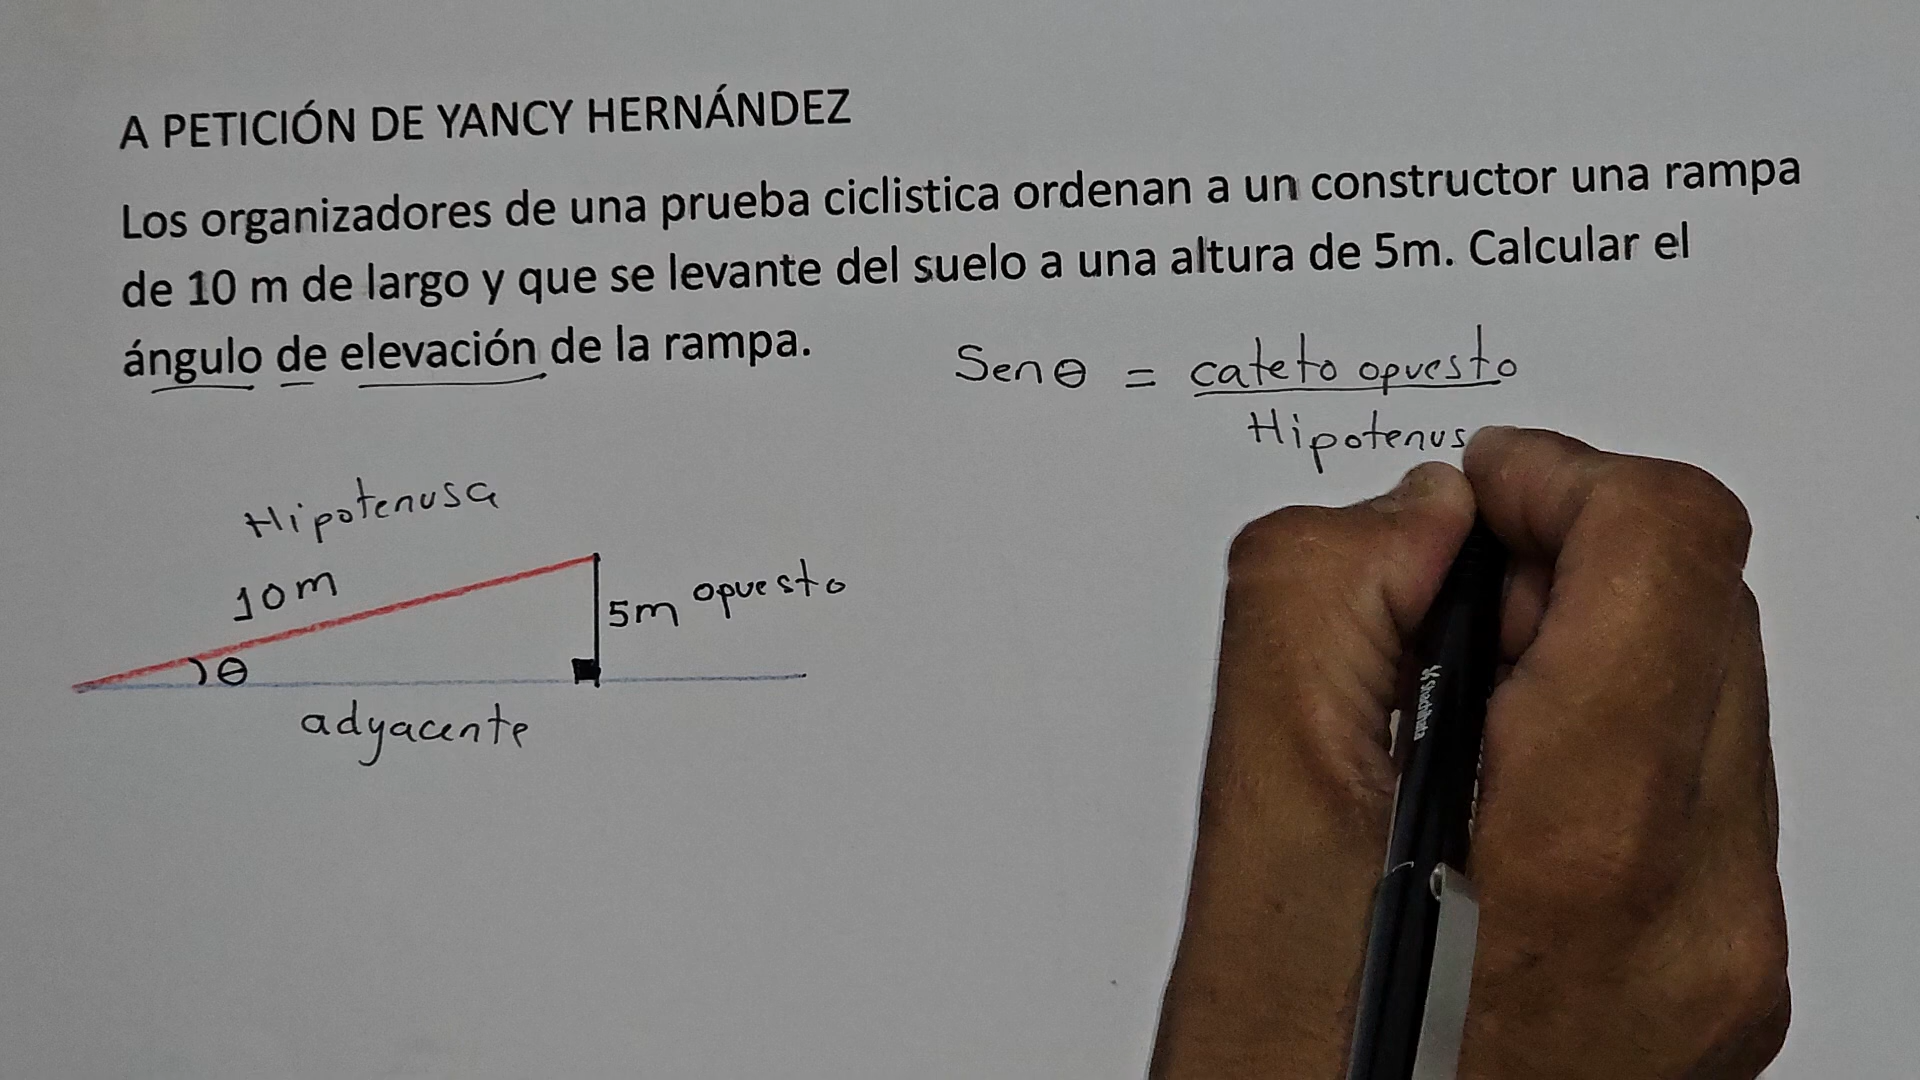 A PETICIÓN DE YANCY HERNÁNDEZ
Los organizadores de una prueba ciclistica ordenan a un constructor una rampa
de 10 m de largo y que se levante del suelo a una altura de 5m. Calcular el
ángulo de elevación de la rampa.
Senθ = cateto opuesto
Hipotenus
Hipotenusa
10m
5m opuesto
θ
adyacente